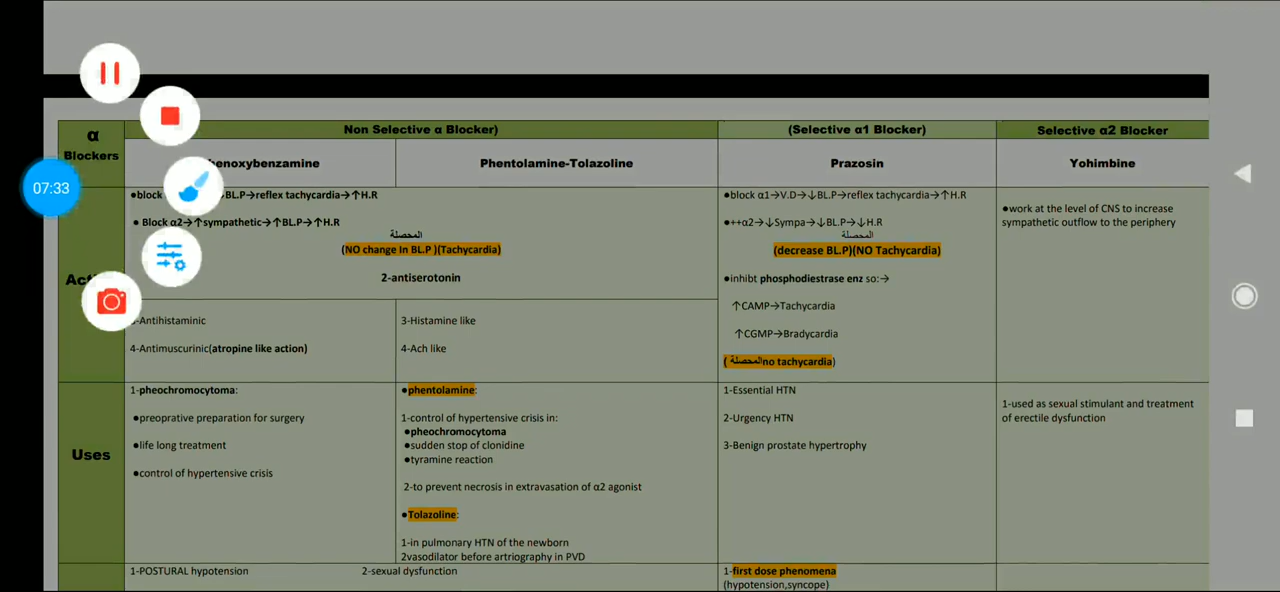 07:33
α
Blockers
Non Selective α Blocker)
(Selective α1 Blocker)
Selective α2 Blocker
enoxybenzamine
Phentolamine-Tolazoline
Prazosin
Yohimbine
●block
BL.P→reflex tachycardia→↑H.R
● Block α2→↑sympathetic→↑BL.P→↑H.R
المحصلة
(NO change In BL.P )(Tachycardia)
2-antiserotonin
●block α1→V.D→↓BL.P→reflex tachycardia→↑H.R
●++α2→↓Sympa→↓BL.P→↓H.R
المحصلة
(decrease BL.P)(NO Tachycardia)
●inhibt phosphodiestrase enz so:→
↑CAMP→Tachycardia
↑CGMP→Bradycardia
( المحصلةno tachycardia)
●work at the level of CNS to increase
sympathetic outflow to the periphery
-Antihistaminic
4-Antimuscurinic(atropine like action)
3-Histamine like
4-Ach like
Uses
1-pheochromocytoma:
●preoprative preparation for surgery
●life long treatment
●control of hypertensive crisis
●phentolamine:
1-control of hypertensive crisis in:
●pheochromocytoma
●sudden stop of clonidine
●tyramine reaction
2-to prevent necrosis in extravasation of α2 agonist
●Tolazoline:
1-in pulmonary HTN of the newborn
2vasodilator before artriography in PVD
1-Essential HTN
2-Urgency HTN
3-Benign prostate hypertrophy
1-used as sexual stimulant and treatment
of erectile dysfunction
1-POSTURAL hypotension
2-sexual dysfunction
1-first dose phenomena
(hypotension,syncope)